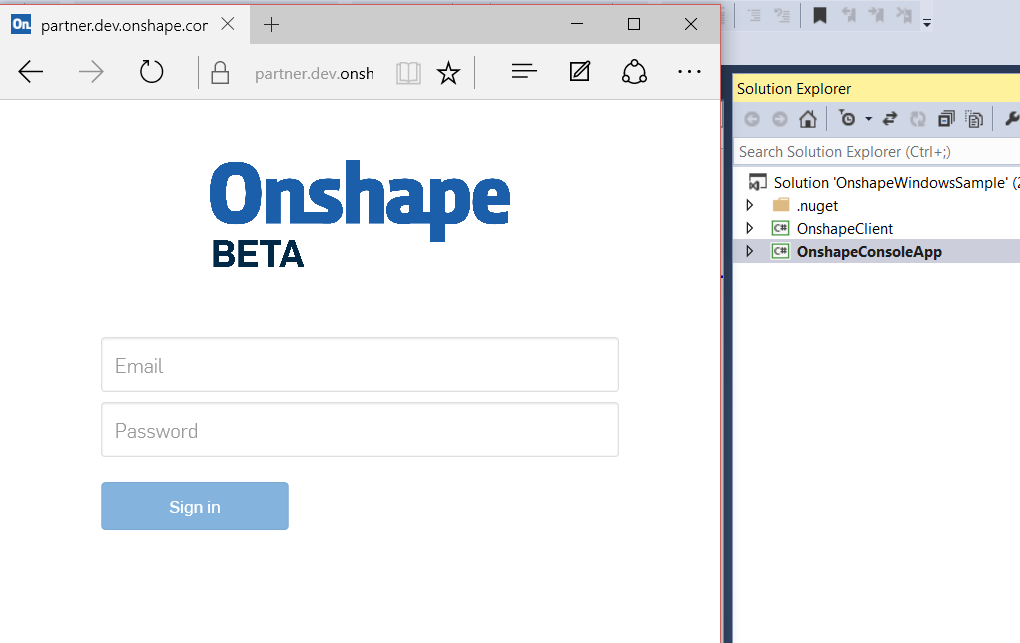 On
partner.dev.onshape.cor
partner.dev.onsh
Onshape
BETA
Email
Password
Sign in
Solution Explorer
Search Solution Explorer (Ctrl+;)
Solution 'OnshapeWindowsSample' (2
.nuget
C# OnshapeClient
C# OnshapeConsoleApp